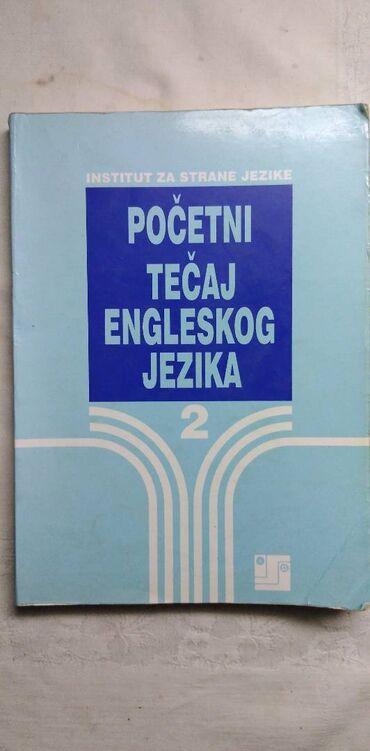 INSTITUT ZA STRANE JEZIKE
POČETNI
TEČAJ
ENGLESKOG
JEZIKA
2